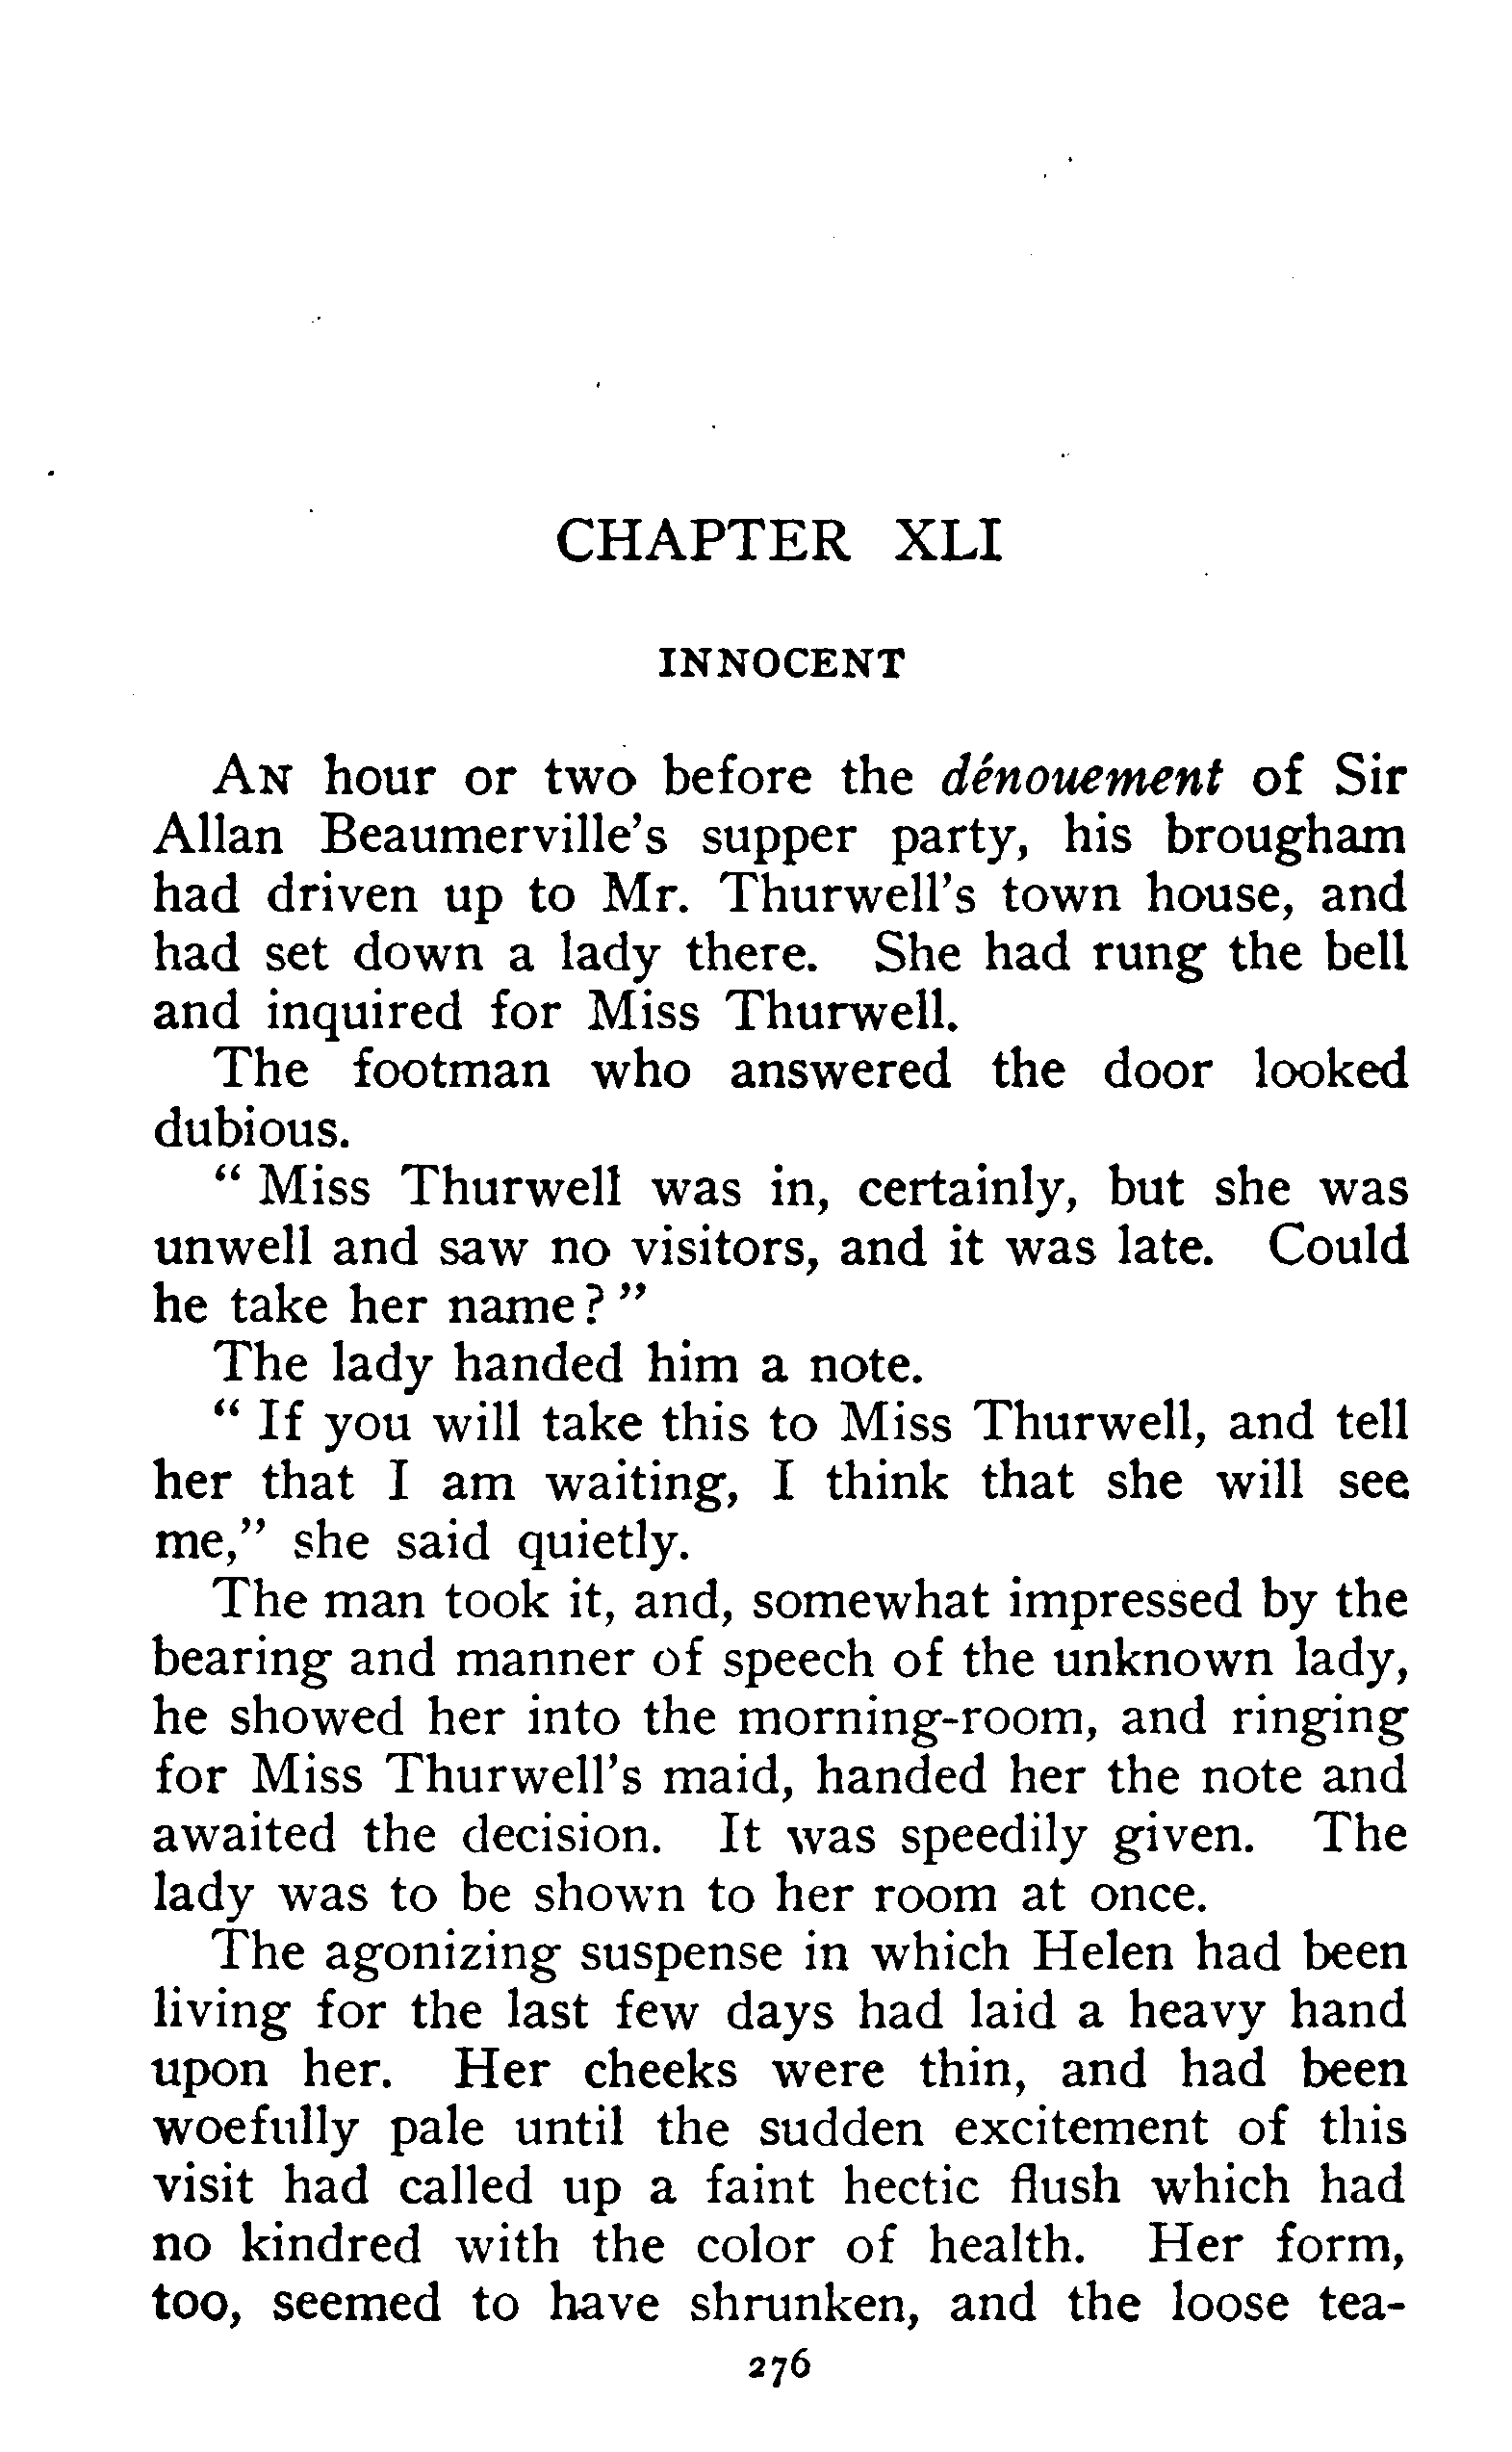 CHAPTER XLI
INNOCENT
AN hour or two before the dénouement of Sir
Allan Beaumerville's supper party, his brougham
had driven up to Mr. Thurwell's town house, and
had set down a lady there. She had rung the bell
and inquired for Miss Thurwell.
The footman who answered the door looked
dubious.
“ Miss Thurwell was in, certainly, but she was
unwell and saw no visitors, and it was late. Could
he take her name? ”
The lady handed him a note.
“ If you will take this to Miss Thurwell, and tell
her that I am waiting, I think that she will see
me,” she said quietly.
The man took it, and, somewhat impressed by the
bearing and manner of speech of the unknown lady,
he showed her into the morning-room, and ringing
for Miss Thurwell's maid, handed her the note and
awaited the decision. It was speedily given. The
lady was to be shown to her room at once.
The agonizing suspense in which Helen had been
living for the last few days had laid a heavy hand
upon her. Her cheeks were thin, and had been
woefully pale until the sudden excitement of this
visit had called up a faint hectic flush which had
no kindred with the color of health. Her form,
too, seemed to have shrunken, and the loose tea-
276